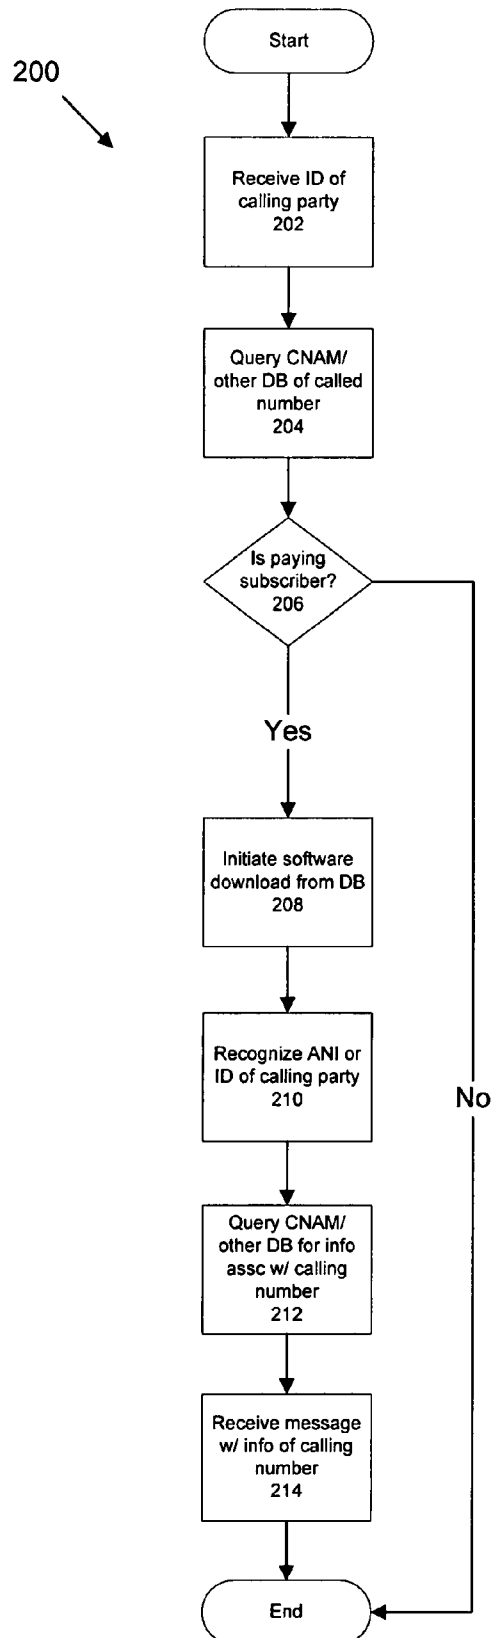 Start
200
Receive ID of
calling party
202
Query CNAM/
other DB of called
number
204
Is paying
subscriber?
206
Yes
Initiate software
download from DB
208
Recognize ANI or
ID of calling party
210
No
Query CNAM/
other DB for info
assc w/ calling
number
212
Receive message
w/ info of calling
number
214
End